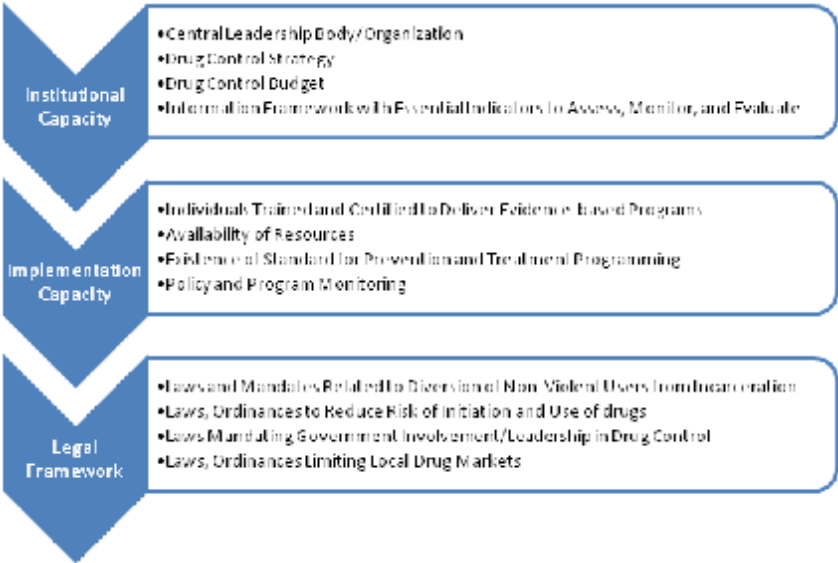 Institutional
Capacity
•Central Leadership Body/Organization
•Drug Control Strategy
•Drug Control Budget
•Information Framework with Essential Indicators to Assess, Monitor, and Evaluate
Implementation
Capacity
•Individuals Trained and Certified to Deliver Evidence-based Programs
•Availability of Resources
•Existence of Standard for Prevention and Treatment Programming
•Policy and Program Monitoring
Legal
Framework
•Laws and Mandates Related to Diversion of Non-Violent Users from Incarceration
•Laws, Ordinances to Reduce Risk of Initiation and Use of drugs
•Laws Mandating Government Involvement/Leadership in Drug Control
•Laws, Ordinances Limiting Local Drug Markets